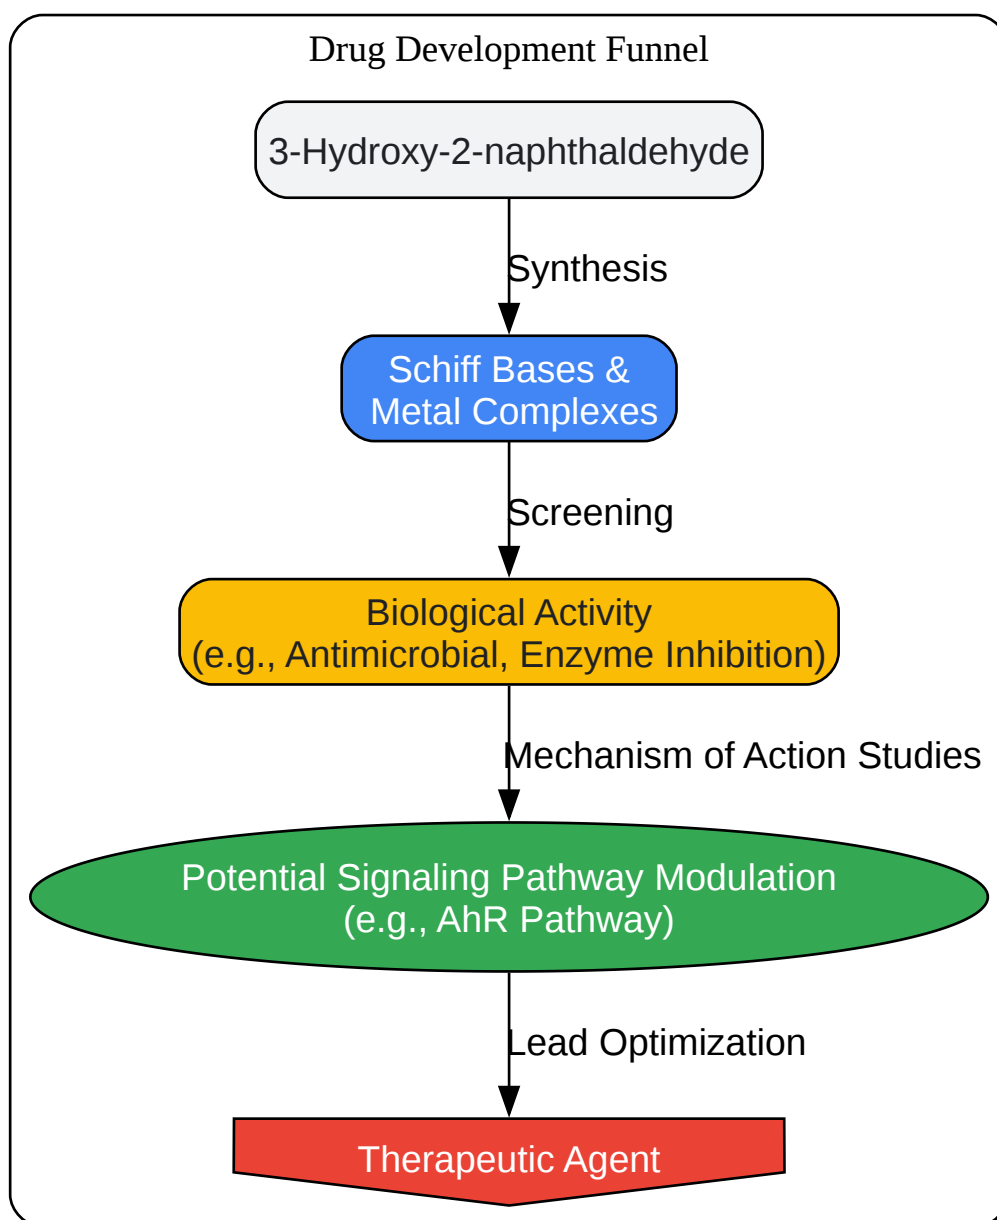 Drug Development Funnel
3-Hydroxy-2-naphthaldehyde
Synthesis
Schiff Bases &
Metal Complexes
Screening
Biological Activity
(e.g., Antimicrobial, Enzyme Inhibition)
Mechanism of Action Studies
Potential Signaling Pathway Modulation
(e.g., AhR Pathway)
Lead Optimization
Therapeutic Agent